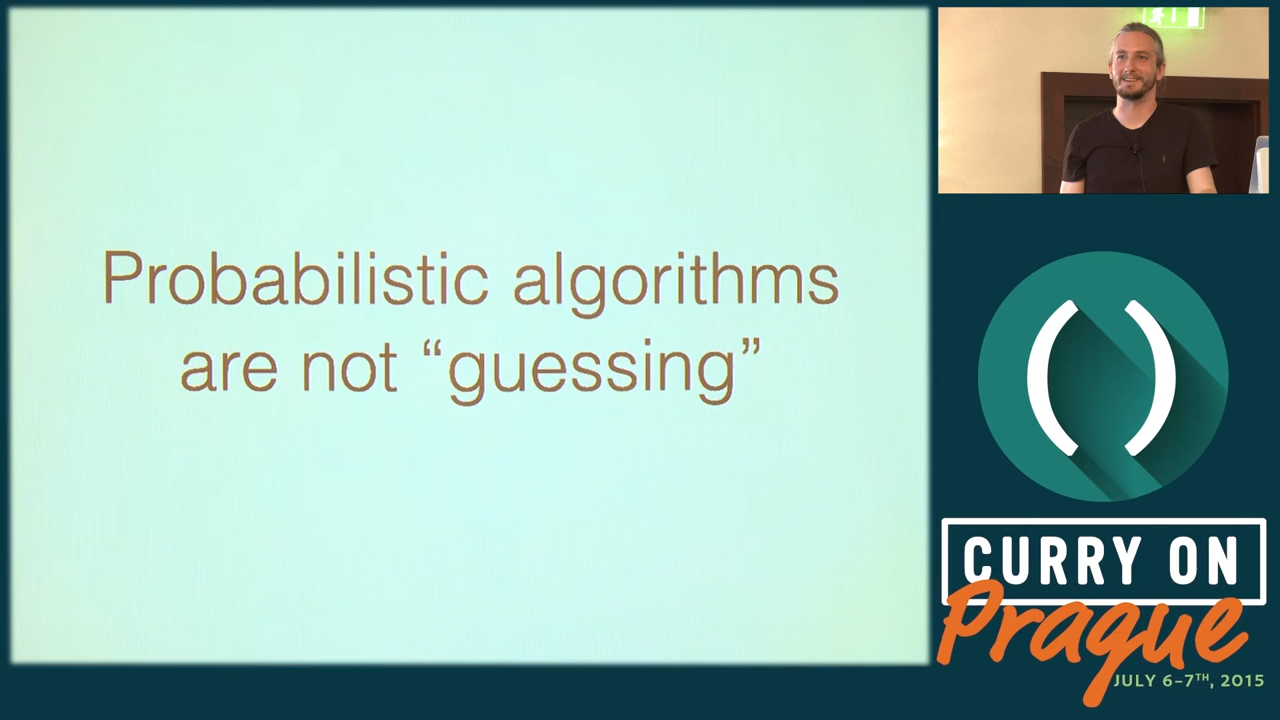 Probabilistic algorithms
are not “guessing”
CURRY ON
Prague
JULY 6-7TH, 2015